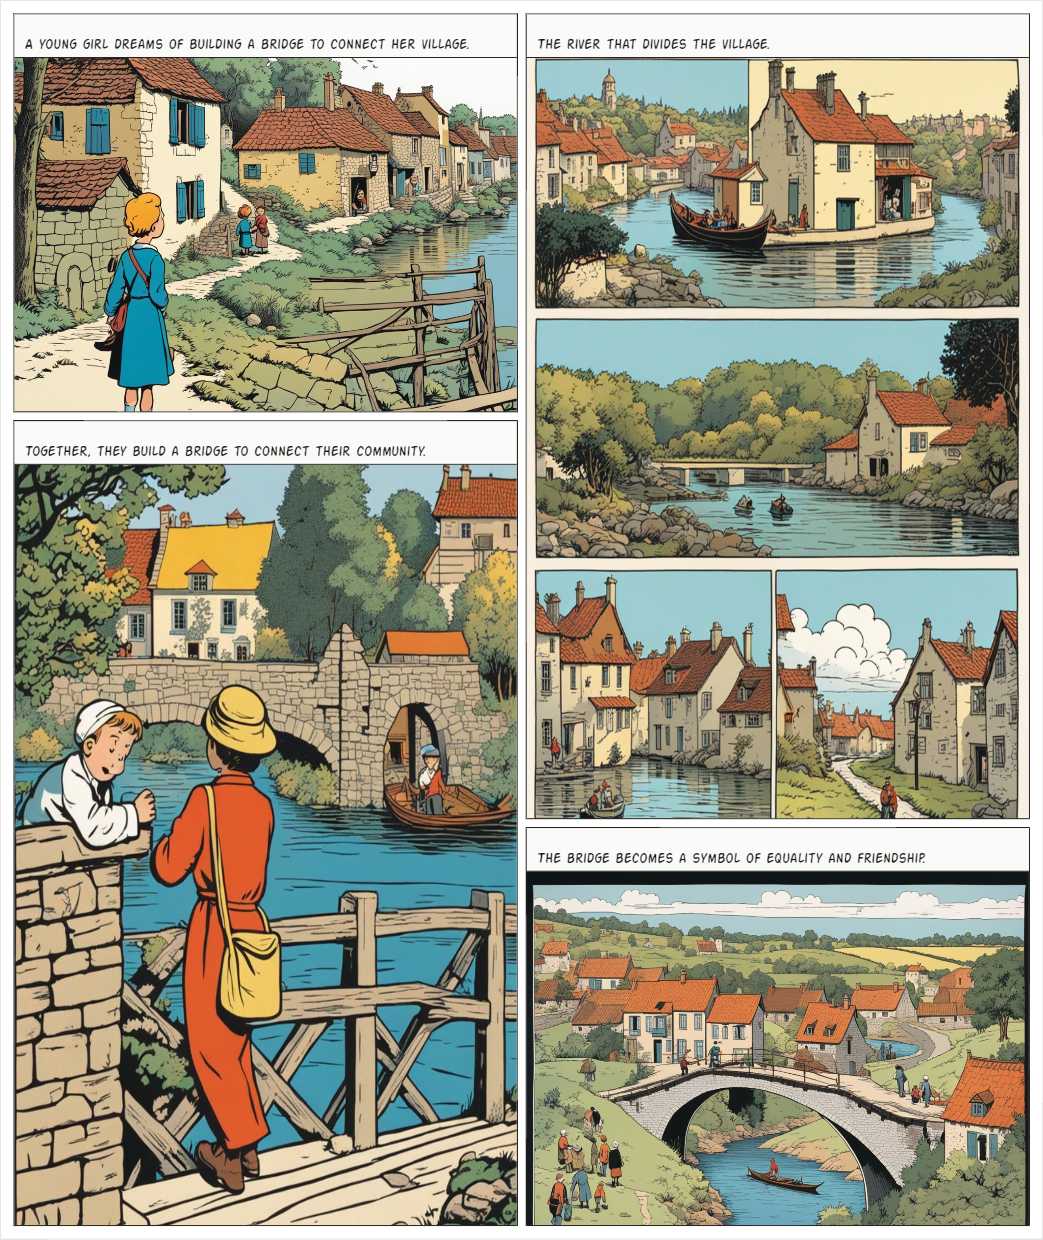 A YOUNG GIRL DREAMS OF BUILDING A BRIDGE TO CONNECT HER VILLAGE.
THE RIVER THAT DIVIDES THE VILLAGE.
TOGETHER, THEY BUILD A BRIDGE TO CONNECT THEIR COMMUNITY.
THE BRIDGE BECOMES A SYMBOL OF EQUALITY AND FRIENDSHIP.